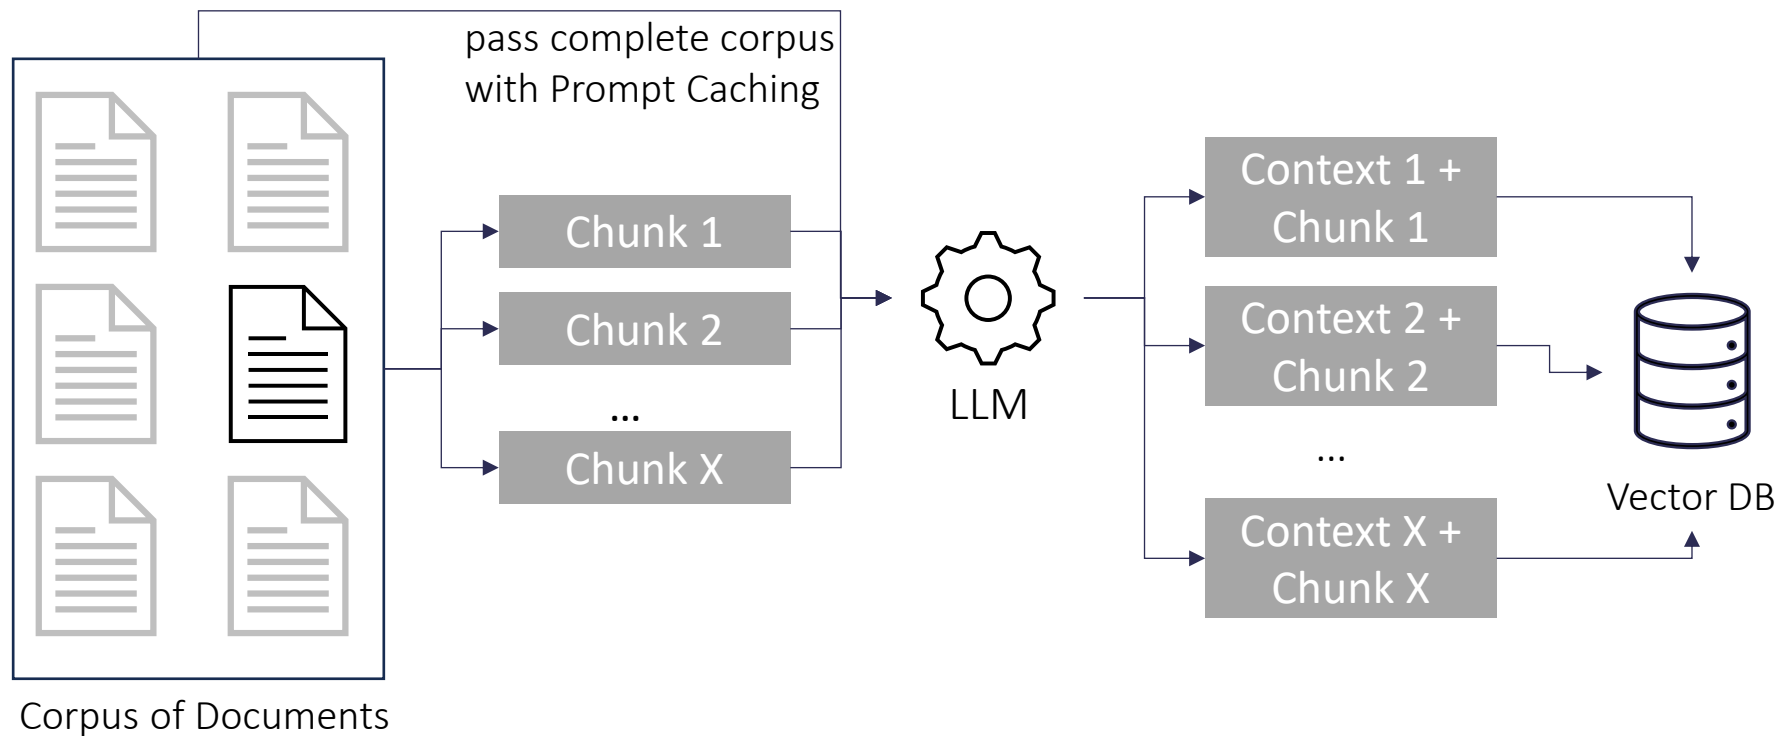 pass complete corpus
with Prompt Caching
Chunk 1
Chunk 2
...
Chunk X
Corpus of Documents
LLM
Context 1 +
Chunk 1
Context 2 +
Chunk 2
...
Context X +
Chunk X
Vector DB